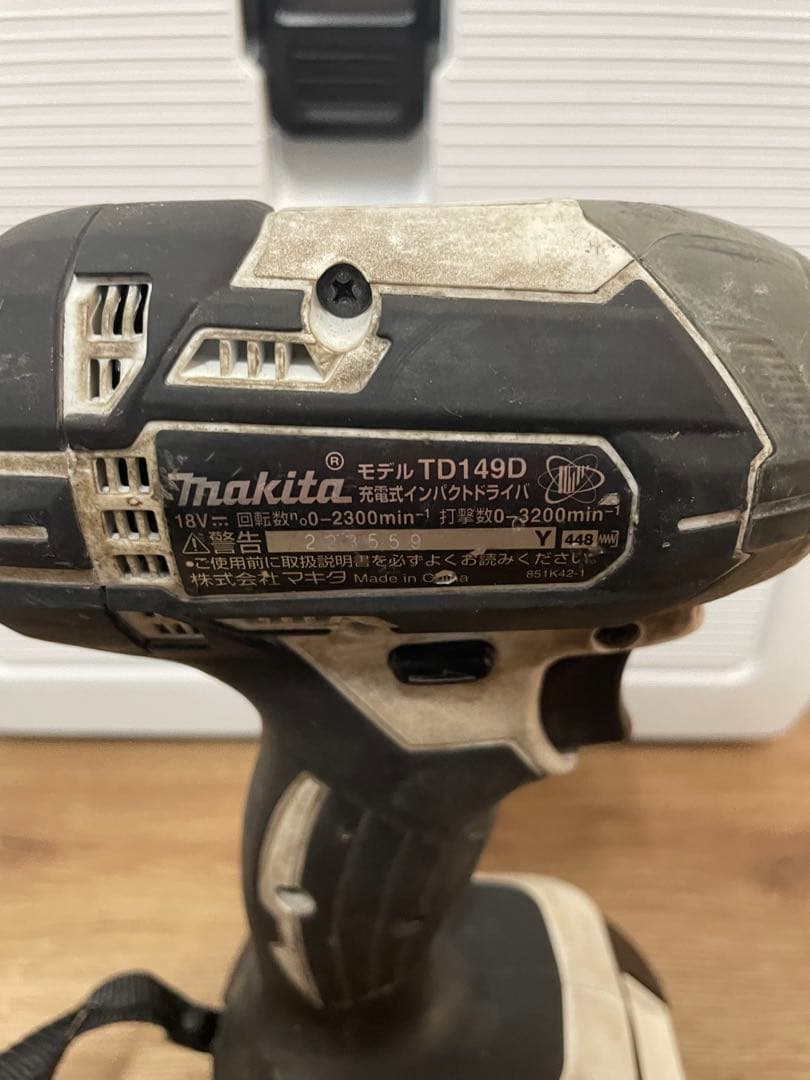 makita® モデル TD149D
充電式インパクトドライバ
18V 回転数n₀0-2300min⁻¹ 打撃数0-3200min⁻¹
警告 223559 Y 448
•ご使用前に取扱説明書を必ずよくお読みください。
株式会社マキタ Made in China 851K42-1